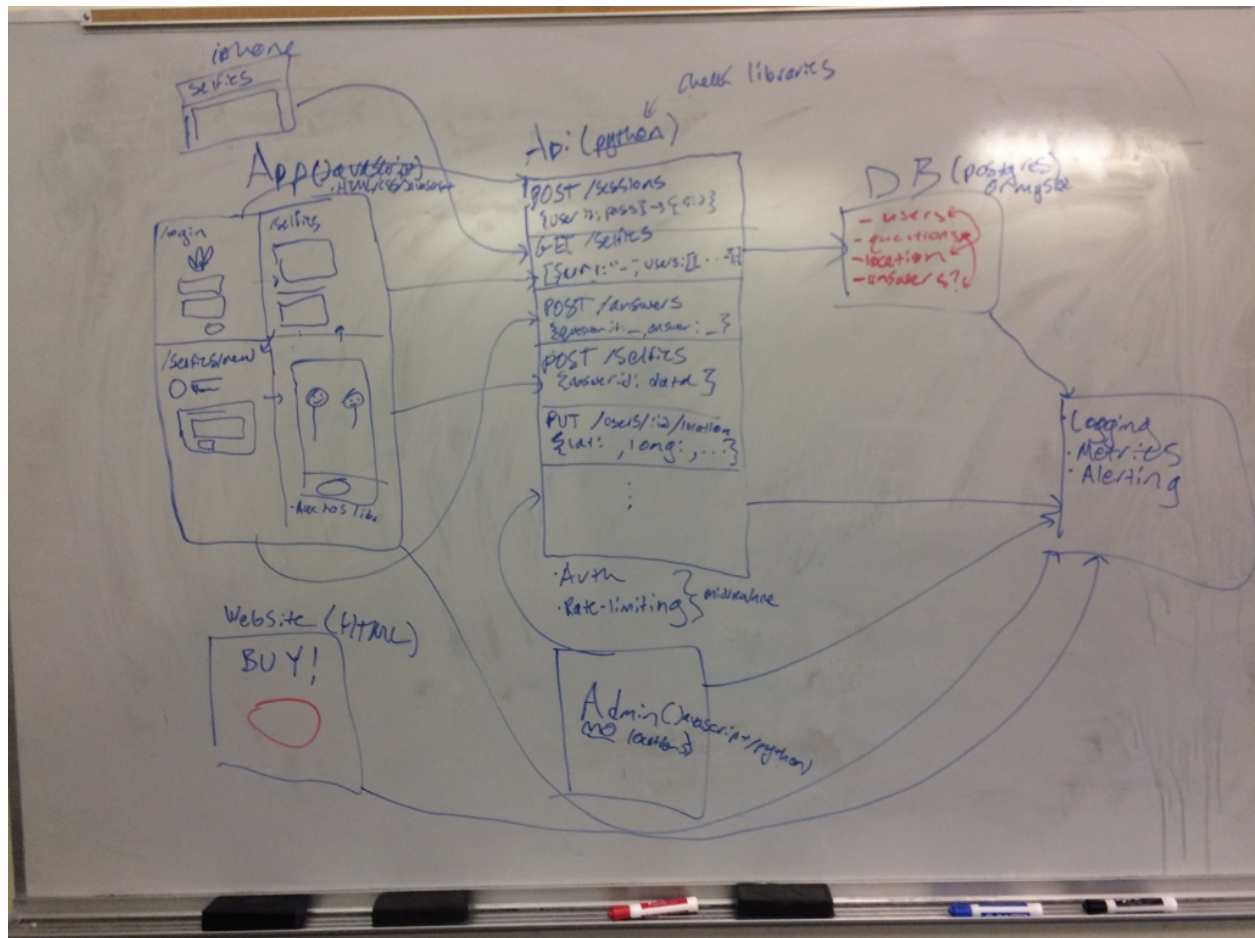 iphone
selfies
check libraries
App (Javascript)
· HTML/CSS/Javascript
Api (python)
DB (postgres)
or mysql
/login
/selfies
/selfies/new
POST /sessions
{user id, pass} → {sid}
GET /selfies
[{url: "-", users: [{...}]
POST /answers
{question id: _, answer: _}
POST /selfies
{answer id: data}
PUT /users/:id/location
{lat: , long: , ...}
⋮
- users
- questions
- location
- answers?
· Logging
· Metrics
· Alerting
· Auth
· Rate-limiting } middleware
Website (HTML)
BUY!
Admin (Javascript/python)
no locations)